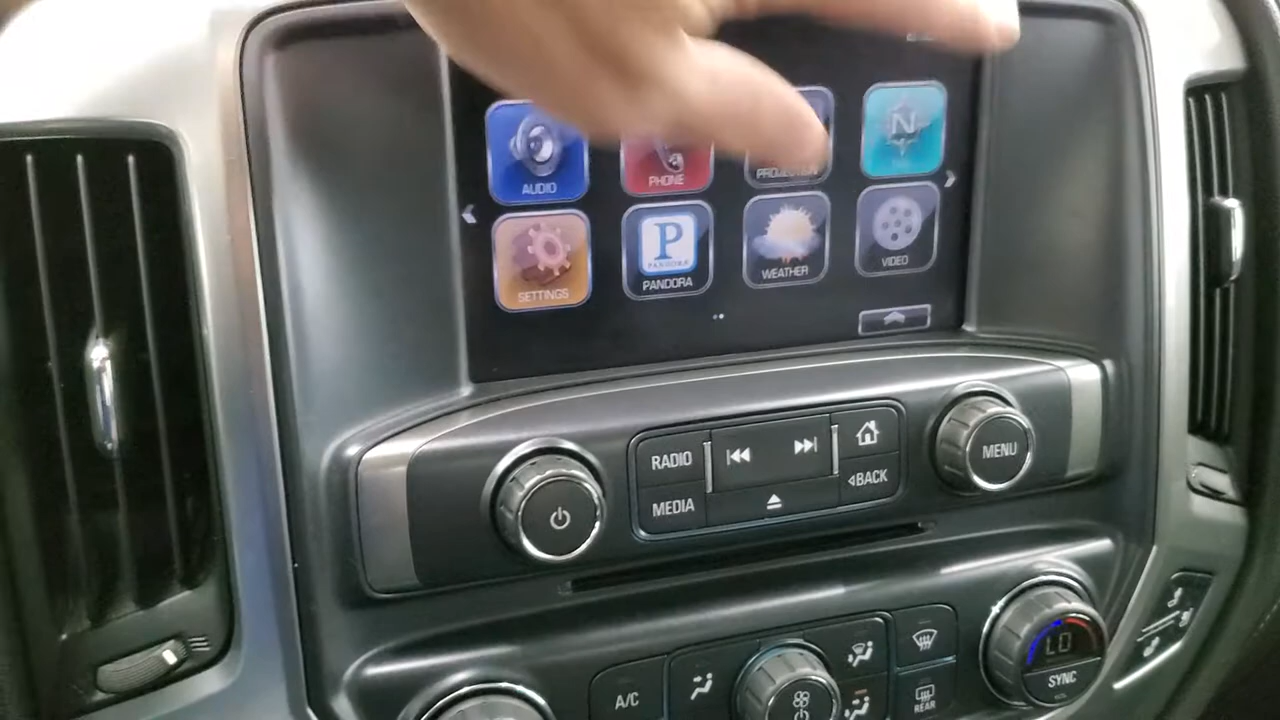 AUDIO
PHONE
PROJECTION
N
SETTINGS
P
PANDORA
PANDORA
WEATHER
VIDEO
RADIO
MEDIA
BACK
MENU
A/C
REAR
LO
SYNC